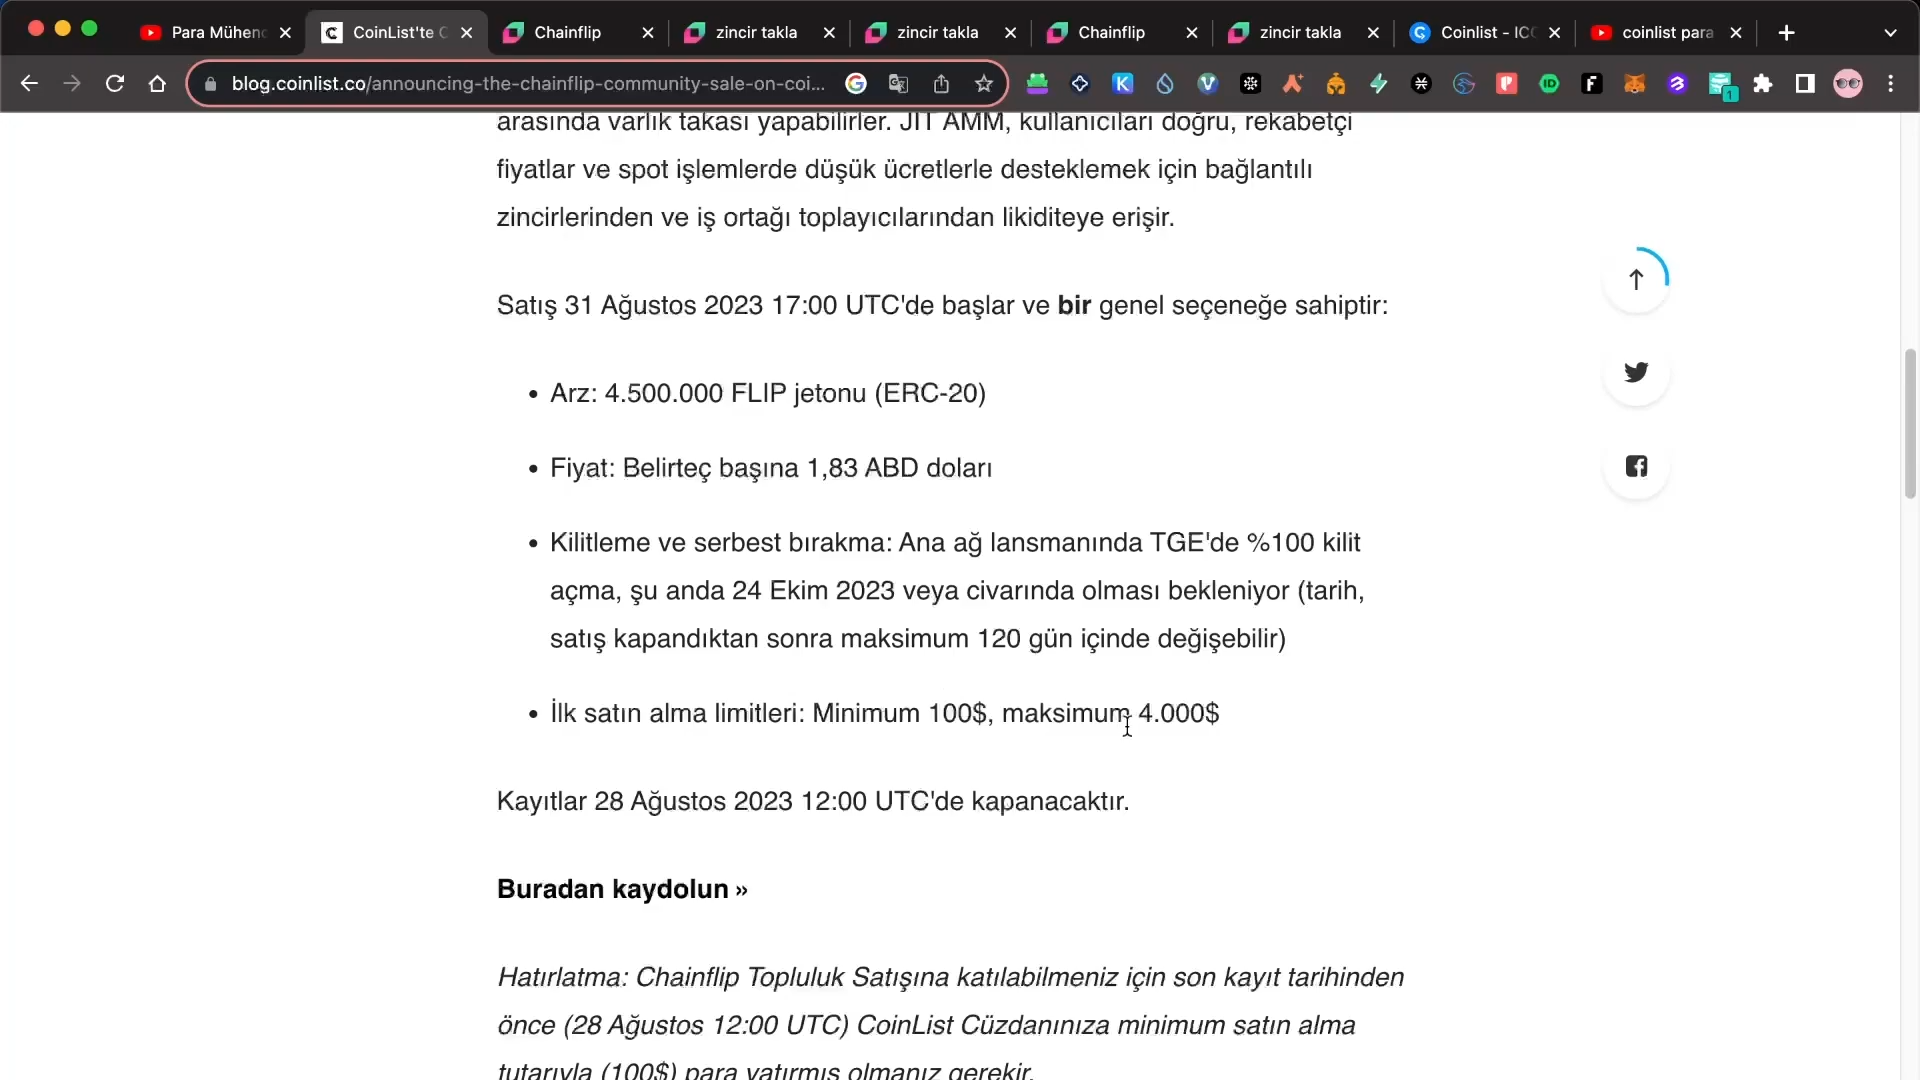 Para Mühend
CoinList'te C
Chainflip
zincir takla
zincir takla
Chainflip
zincir takla
Coinlist - ICO
coinlist para
blog.coinlist.co/announcing-the-chainflip-community-sale-on-coi...
1
arasında varlık takası yapabilirler. JIT AMM, kullanıcıları doğru, rekabetçi
fiyatlar ve spot işlemlerde düşük ücretlerle desteklemek için bağlantılı
zincirlerinden ve iş ortağı toplayıcılarından likiditeye erişir.
Satış 31 Ağustos 2023 17:00 UTC'de başlar ve bir genel seçeneğe sahiptir:
• Arz: 4.500.000 FLIP jetonu (ERC-20)
• Fiyat: Belirteç başına 1,83 ABD doları
• Kilitleme ve serbest bırakma: Ana ağ lansmanında TGE'de %100 kilit
açma, şu anda 24 Ekim 2023 veya civarında olması bekleniyor (tarih,
satış kapandıktan sonra maksimum 120 gün içinde değişebilir)
• İlk satın alma limitleri: Minimum 100$, maksimum 4.000$
Kayıtlar 28 Ağustos 2023 12:00 UTC'de kapanacaktır.
Buradan kaydolun »
Hatırlatma: Chainflip Topluluk Satışına katılabilmeniz için son kayıt tarihinden
önce (28 Ağustos 12:00 UTC) CoinList Cüzdanınıza minimum satın alma
tutarıyla (100$) para yatırmış olmanız gerekir.